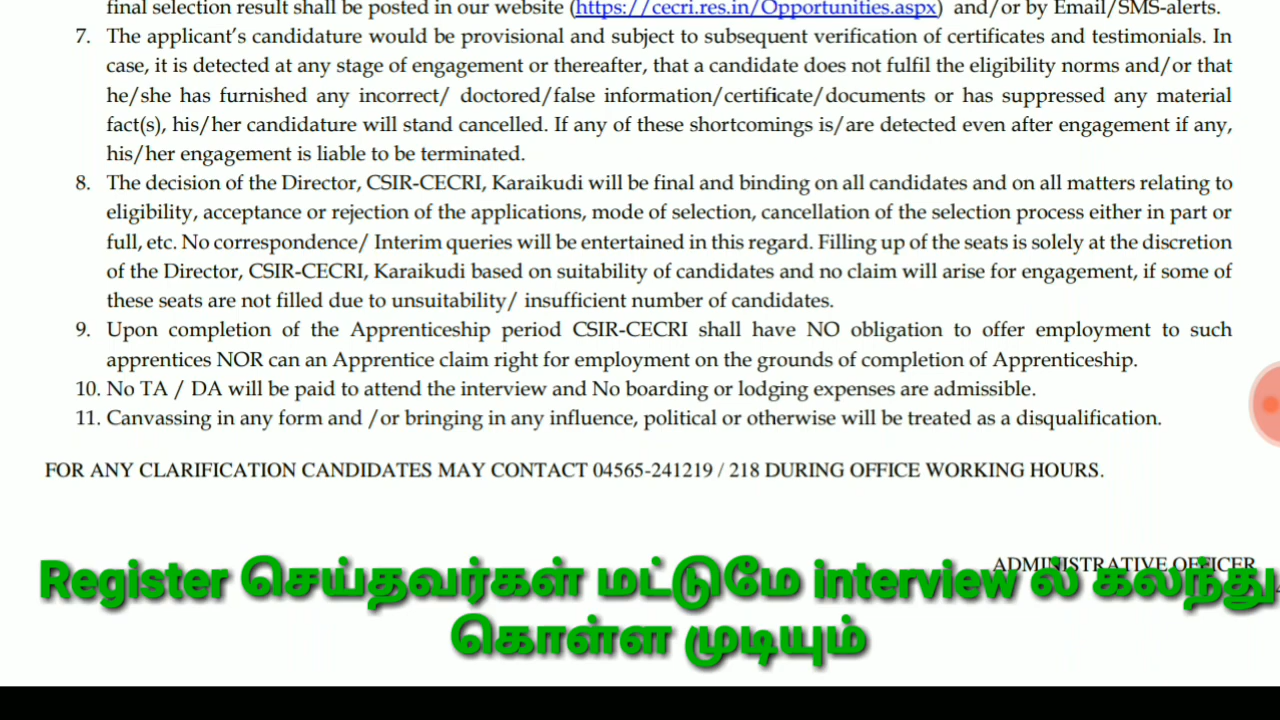 final selection result shall be posted in our website (https://cecri.res.in/Opportunities.aspx) and/or by Email/SMS-alerts.
7. The applicant's candidature would be provisional and subject to subsequent verification of certificates and testimonials. In
case, it is detected at any stage of engagement or thereafter, that a candidate does not fulfil the eligibility norms and/or that
he/she has furnished any incorrect/ doctored/false information/certificate/documents or has suppressed any material
fact(s), his/her candidature will stand cancelled. If any of these shortcomings is/are detected even after engagement if any,
his/her engagement is liable to be terminated.
8. The decision of the Director, CSIR-CECRI, Karaikudi will be final and binding on all candidates and on all matters relating to
eligibility, acceptance or rejection of the applications, mode of selection, cancellation of the selection process either in part or
full, etc. No correspondence/ Interim queries will be entertained in this regard. Filling up of the seats is solely at the discretion
of the Director, CSIR-CECRI, Karaikudi based on suitability of candidates and no claim will arise for engagement, if some of
these seats are not filled due to unsuitability/ insufficient number of candidates.
9. Upon completion of the Apprenticeship period CSIR-CECRI shall have NO obligation to offer employment to such
apprentices NOR can an Apprentice claim right for employment on the grounds of completion of Apprenticeship.
10. No TA / DA will be paid to attend the interview and No boarding or lodging expenses are admissible.
11. Canvassing in any form and /or bringing in any influence, political or otherwise will be treated as a disqualification.
FOR ANY CLARIFICATION CANDIDATES MAY CONTACT 04565-241219 / 218 DURING OFFICE WORKING HOURS.
ADMINISTRATIVE OFFICER
Register செய்தவர்கள் மட்டுமே interview ல் கலந்து
கொள்ள முடியும்